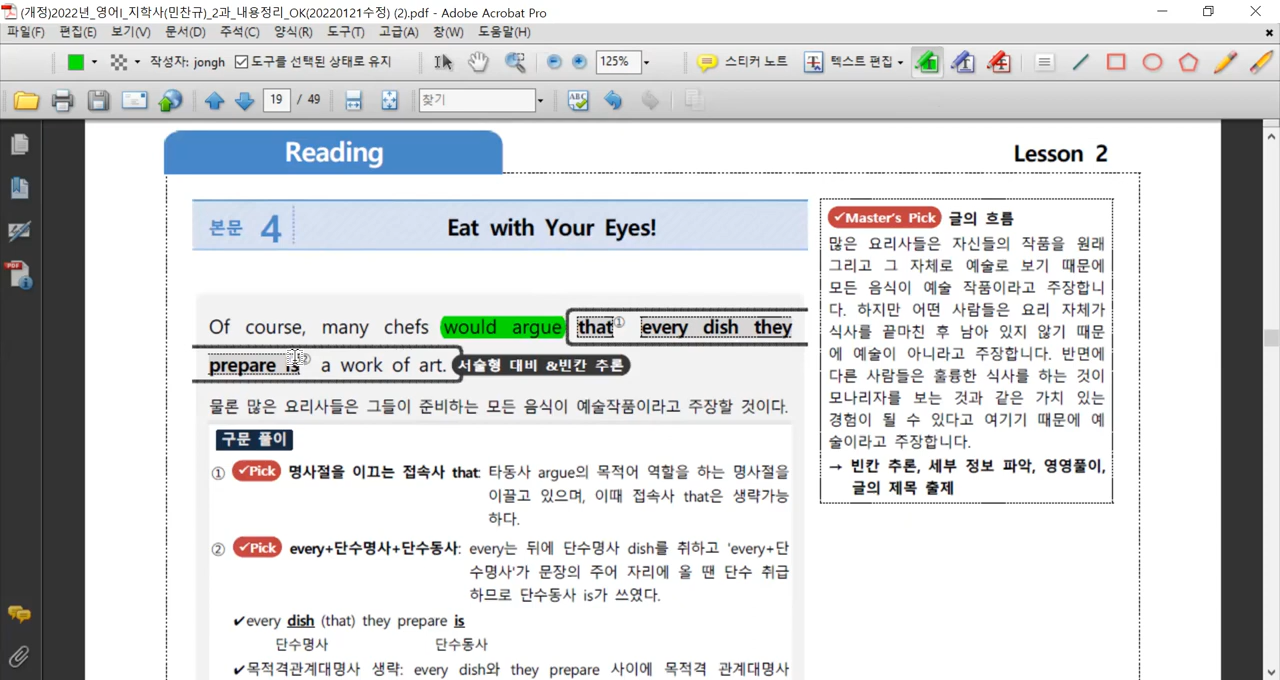 (개정)2022년_영어I_지학사(민찬규)_2과_내용정리_OK(20220121수정) (2).pdf - Adobe Acrobat Pro
파일(F) 편집(E) 보기(V) 문서(D) 주석(C) 양식(R) 도구(T) 고급(A) 창(W) 도움말(H)
작성자: jongh 도구를 선택된 상태로 유지 125% 스티커 노트 텍스트 편집
19 / 49 찾기
Reading
Lesson 2
본문 4 Eat with Your Eyes!
Of course, many chefs would argue that① every dish they
prepare is② a work of art. 서술형 대비 &빈칸 추론
물론 많은 요리사들은 그들이 준비하는 모든 음식이 예술작품이라고 주장할 것이다.
구문 풀이
① ✓Pick 명사절을 이끄는 접속사 that: 타동사 argue의 목적어 역할을 하는 명사절을
이끌고 있으며, 이때 접속사 that은 생략가능
하다.
② ✓Pick every+단수명사+단수동사: every는 뒤에 단수명사 dish를 취하고 'every+단
수명사'가 문장의 주어 자리에 올 땐 단수 취급
하므로 단수동사 is가 쓰였다.
✔every dish (that) they prepare is
단수명사 단수동사
✔목적격관계대명사 생략: every dish와 they prepare 사이에 목적격 관계대명사
✓Master's Pick 글의 흐름
많은 요리사들은 자신들의 작품을 원래
그리고 그 자체로 예술로 보기 때문에
모든 음식이 예술 작품이라고 주장합니
다. 하지만 어떤 사람들은 요리 자체가
식사를 끝마친 후 남아 있지 않기 때문
에 예술이 아니라고 주장합니다. 반면에
다른 사람들은 훌륭한 식사를 하는 것이
모나리자를 보는 것과 같은 가치 있는
경험이 될 수 있다고 여기기 때문에 예
술이라고 주장합니다.
→ 빈칸 추론, 세부 정보 파악, 영영풀이,
글의 제목 출제